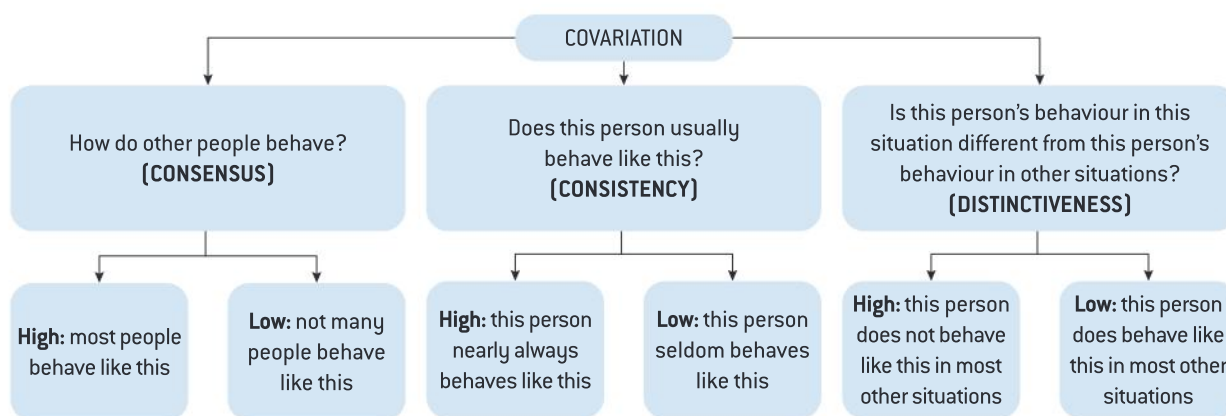 COVARIATION
How do other people behave?
(CONSENSUS)
Does this person usually
behave like this?
(CONSISTENCY)
Is this person's behaviour in this
situation different from this person's
behaviour in other situations?
(DISTINCTIVENESS)
High: most people
behave like this
Low: not many
people behave
like this
High: this person
nearly always
behaves like this
Low: this person
seldom behaves
like this
High: this person
does not behave
like this in most
other situations
Low: this person
does behave like
this in most other
situations